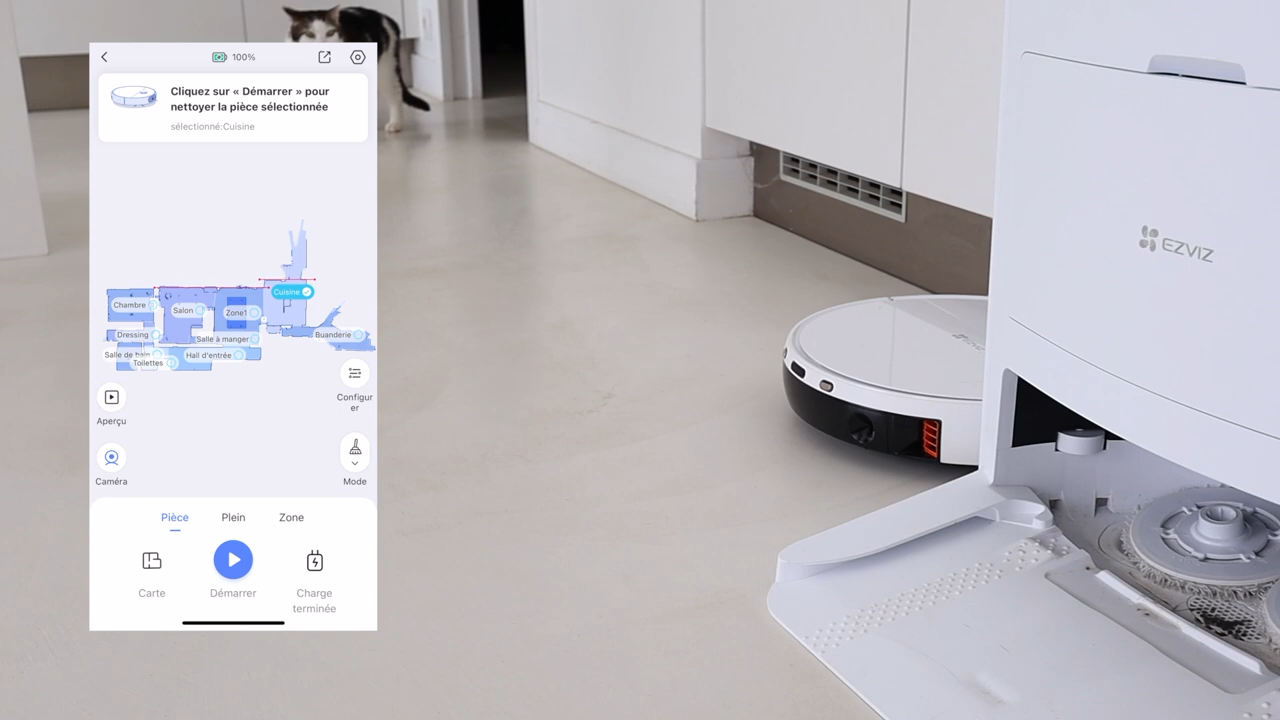 100%
Cliquez sur « Démarrer » pour
nettoyer la pièce sélectionnée
sélectionné:Cuisine
Cuisine
Chambre
Salon
Zone1
Dressing
Salle à manger
Buanderie
Salle de bain
Hall d'entrée
Toilettes
Configur
er
Aperçu
Caméra
Mode
Pièce
Plein
Zone
Carte
Démarrer
Charge
terminée
EZVIZ